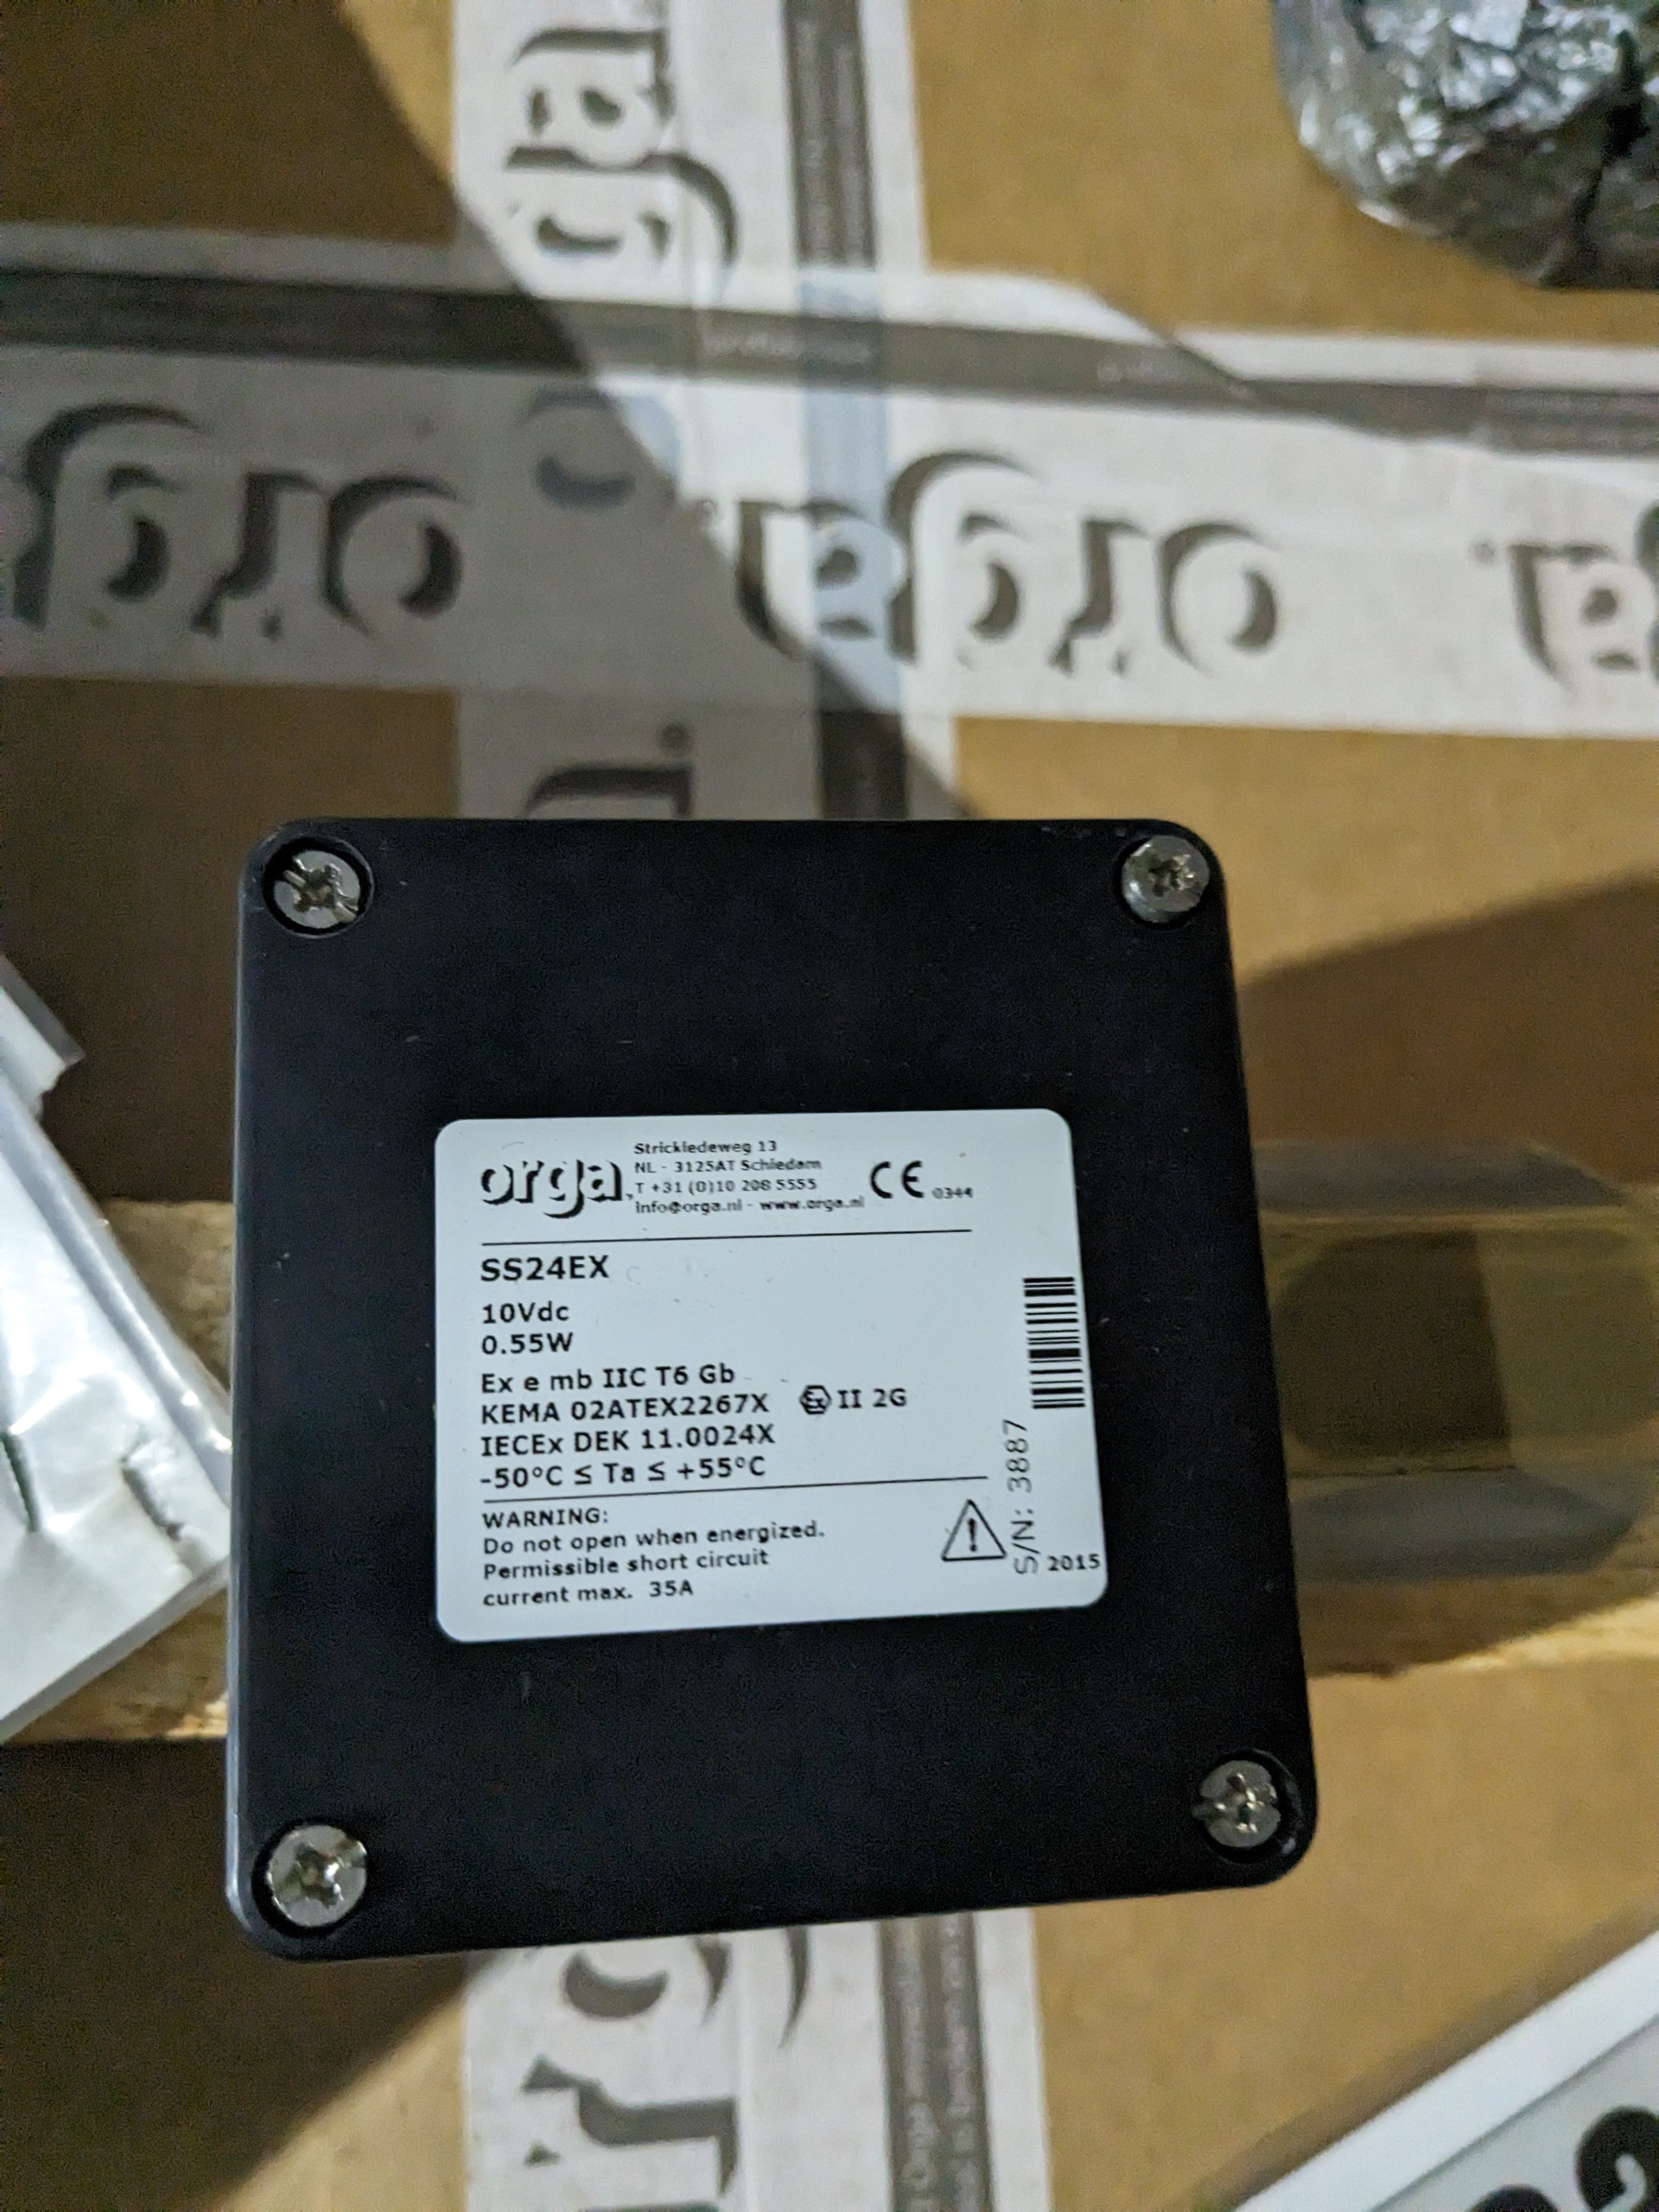 orga
orga
orga
Strickledeweg 13
NL - 3125AT Schiedam
T +31 (0)10 208 5555
info@orga.nl - www.orga.nl
orga
CE 0344
SS24EX
10Vdc
0.55W
Ex e mb IIC T6 Gb
KEMA 02ATEX2267X Ex II 2G
IECEx DEK 11.0024X
-50°C ≤ Ta ≤ +55°C
WARNING:
Do not open when energized.
Permissible short circuit
current max. 35A
S/N: 3887
2015